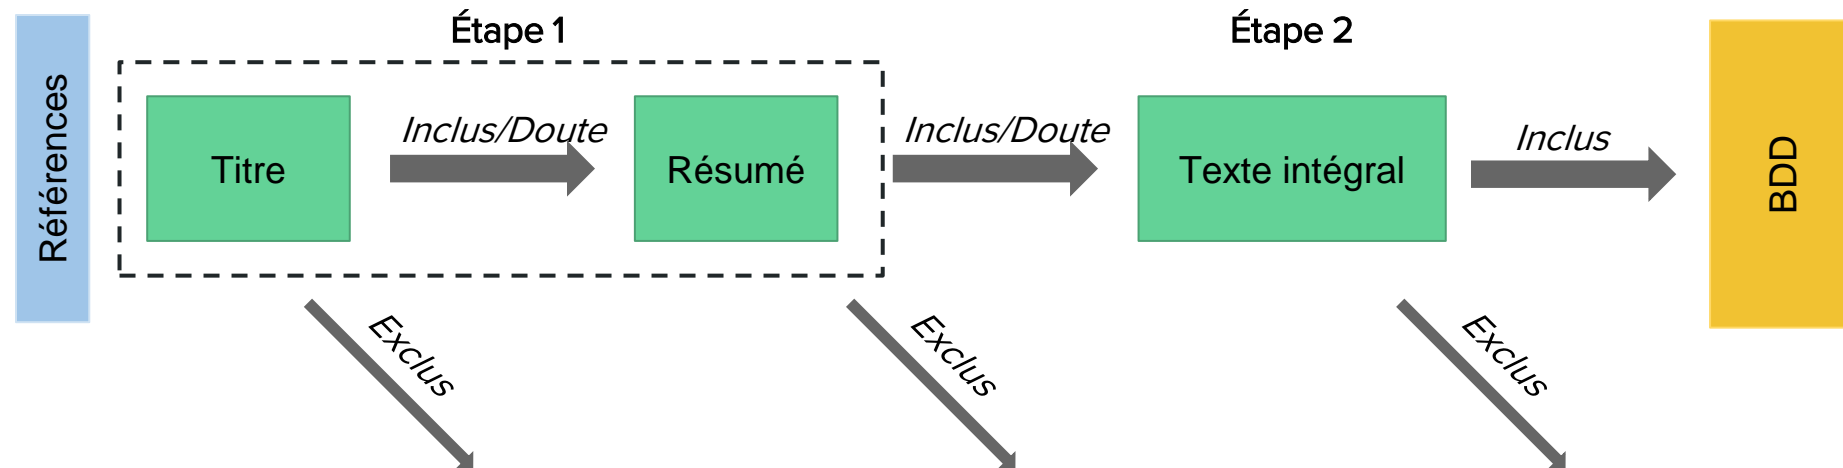 Étape 1
Étape 2
Références
Titre
Inclus/Doute
Résumé
Inclus/Doute
Texte intégral
Inclus
BDD
Exclus
Exclus
Exclus